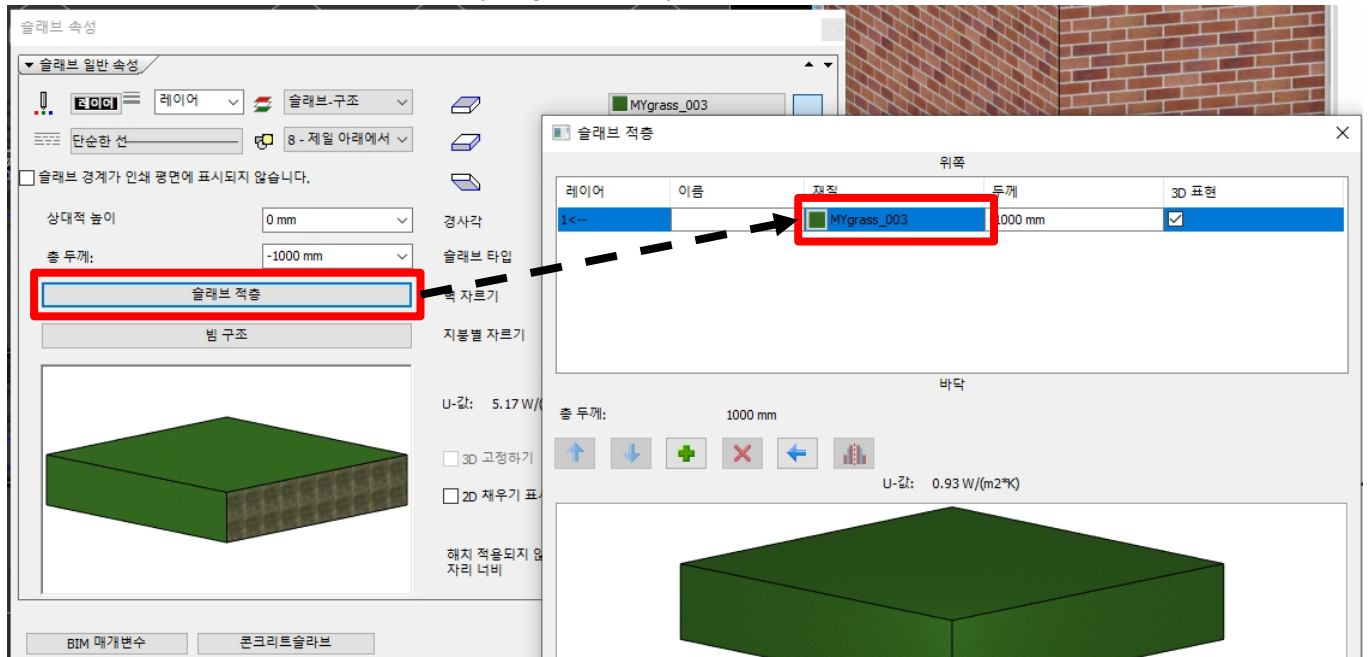 슬래브 속성
슬래브 일반 속성
레이어 레이어 슬래브-구조
MYgrass_003
단순한 선 8 - 제일 아래에서
슬래브 경계가 인쇄 평면에 표시되지 않습니다.
상대적 높이 0 mm 경사각
총 두께: -1000 mm 슬래브 타입
슬래브 적층 벽 자르기
빔 구조 지붕별 자르기
U-값: 5.17 W/(
3D 고정하기
2D 채우기 표시
해치 적용되지 않
자리 너비
BIM 매개변수 콘크리트슬라브
슬래브 적층
위쪽
레이어 이름 재질 두께 3D 표현
1<-- MYgrass_003 1000 mm
바닥
총 두께: 1000 mm
U-값: 0.93 W/(m2*K)